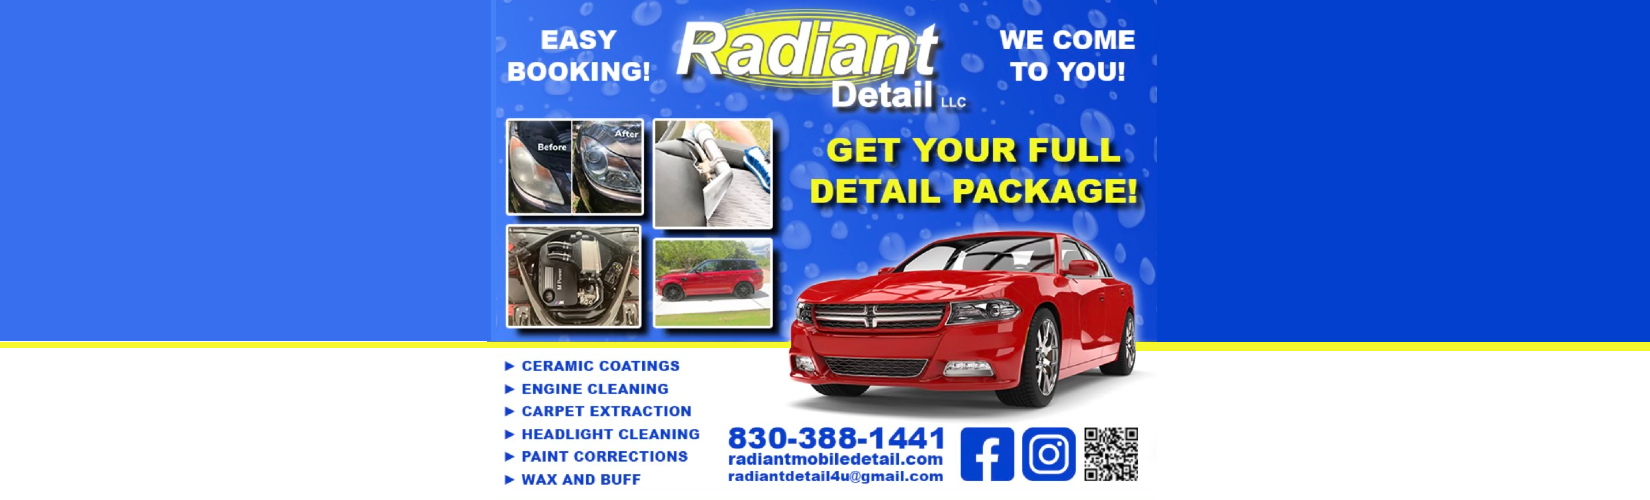 EASY
BOOKING!
Radiant
Detail LLC
WE COME
TO YOU!
Before
After
GET YOUR FULL
DETAIL PACKAGE!
► CERAMIC COATINGS
► ENGINE CLEANING
► CARPET EXTRACTION
► HEADLIGHT CLEANING
► PAINT CORRECTIONS
► WAX AND BUFF
830-388-1441
radiantmobiledetail.com
radiantdetail4u@gmail.com